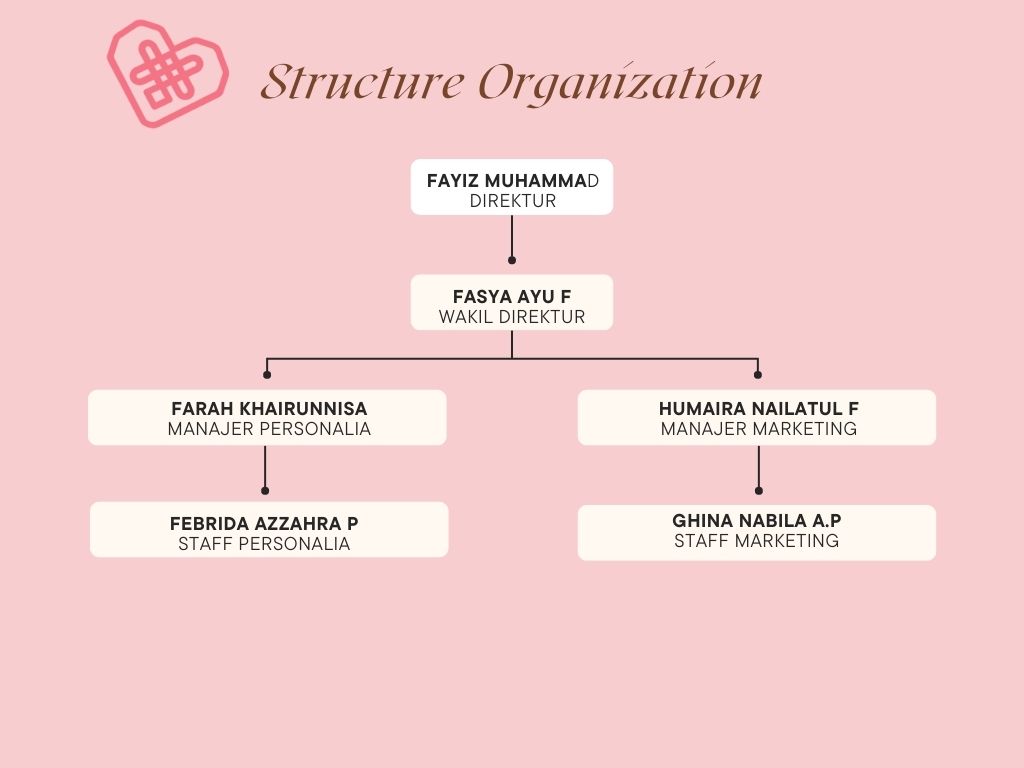 Structure Organization
FAYIZ MUHAMMAD
DIREKTUR
FASYA AYU F
WAKIL DIREKTUR
FARAH KHAIRUNNISA
MANAJER PERSONALIA
HUMAIRA NAILATUL F
MANAJER MARKETING
FEBRIDA AZZAHRA P
STAFF PERSONALIA
GHINA NABILA A.P
STAFF MARKETING